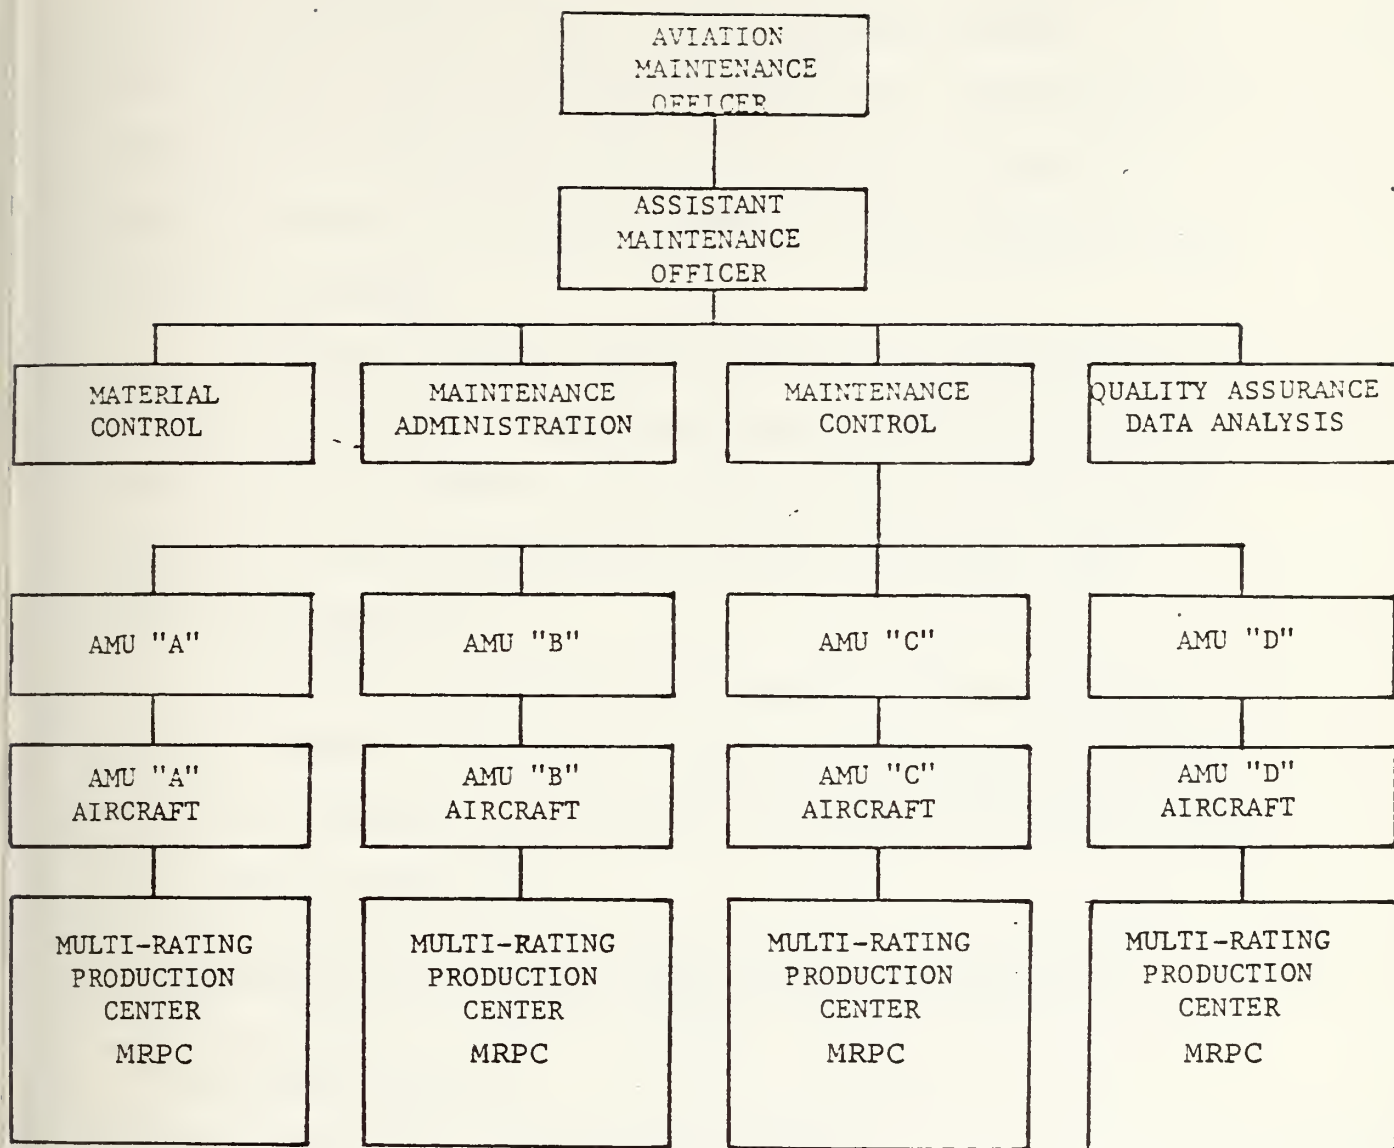 AVIATION
MAINTENANCE
OFFICER
ASSISTANT
MAINTENANCE
OFFICER
MATERIAL
CONTROL
MAINTENANCE
ADMINISTRATION
MAINTENANCE
CONTROL
QUALITY ASSURANCE
DATA ANALYSIS
AMU "A"
AMU "B"
AMU "C"
AMU "D"
AMU "A"
AIRCRAFT
AMU "B"
AIRCRAFT
AMU "C"
AIRCRAFT
AMU "D"
AIRCRAFT
MULTI-RATING
PRODUCTION
CENTER
MRPC
MULTI-RATING
PRODUCTION
CENTER
MRPC
MULTI-RATING
PRODUCTION
CENTER
MRPC
MULTI-RATING
PRODUCTION
CENTER
MRPC